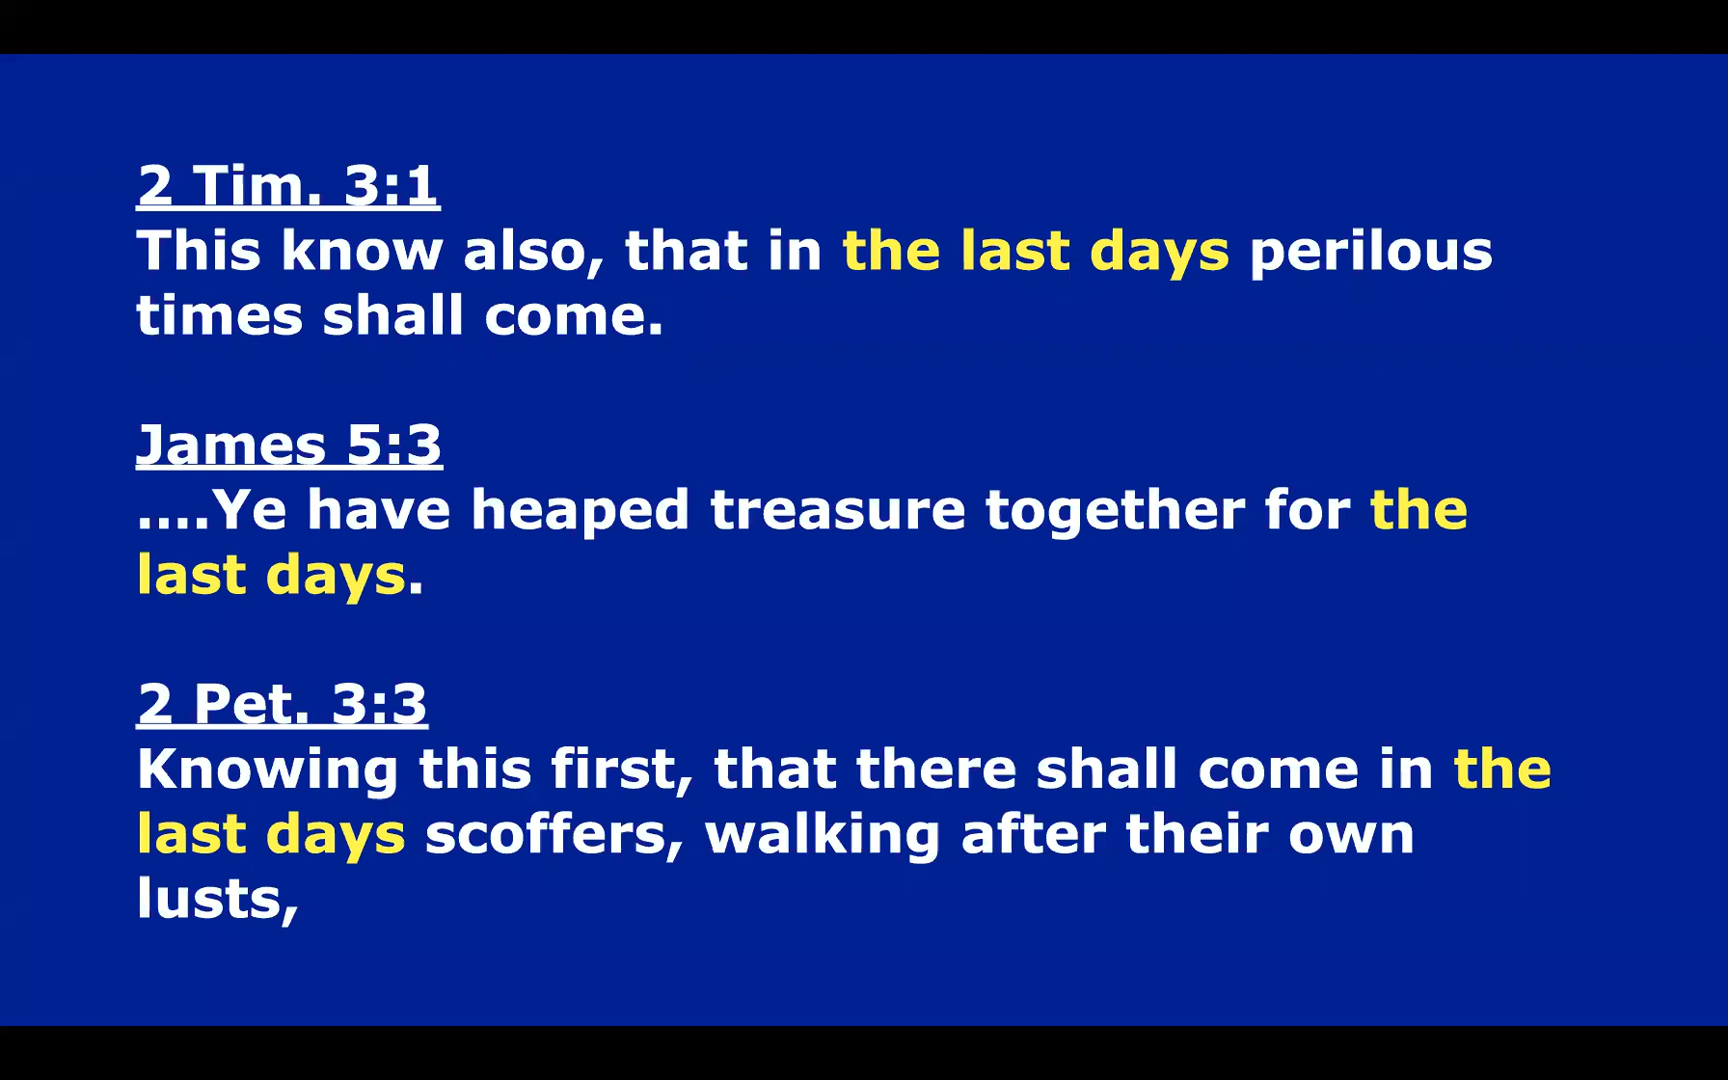 2 Tim. 3:1
This know also, that in the last days perilous
times shall come.
James 5:3
....Ye have heaped treasure together for the
last days.
2 Pet. 3:3
Knowing this first, that there shall come in the
last days scoffers, walking after their own
lusts,